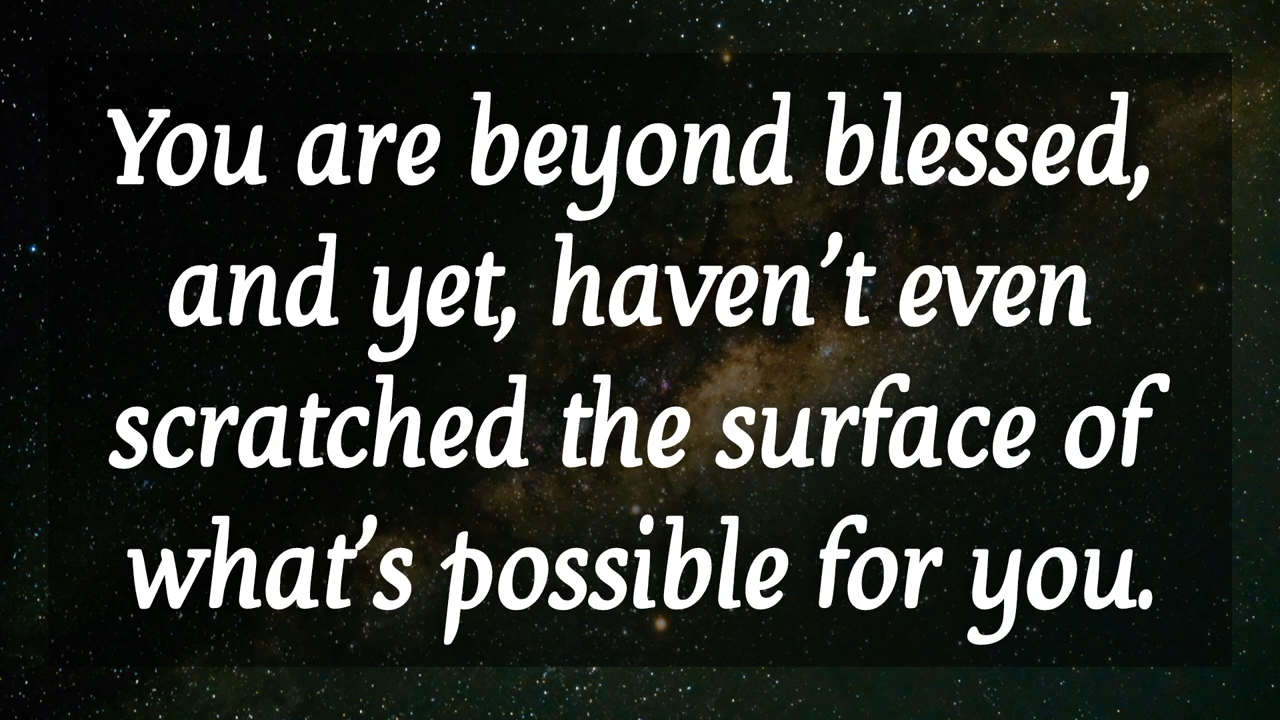 You are beyond blessed,
and yet, haven’t even
scratched the surface of
what’s possible for you.